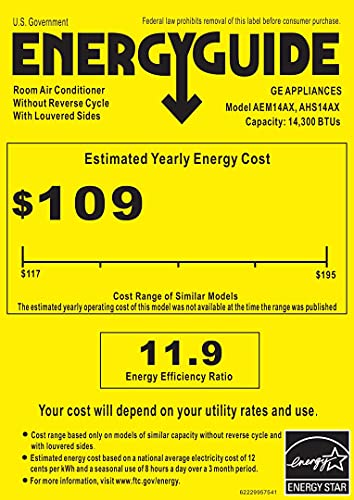 U.S. Government
Federal law prohibits removal of this label before consumer purchase.
ENERGYGUIDE
Room Air Conditioner
Without Reverse Cycle
With Louvered Sides
GE APPLIANCES
Model AEM14AX, AHS14AX
Capacity: 14,300 BTUs
Estimated Yearly Energy Cost
$109
$117
$195
Cost Range of Similar Models
The estimated yearly operating cost of this model was not available at the time the range was published
11.9
Energy Efficiency Ratio
Your cost will depend on your utility rates and use.
• Cost range based only on models of similar capacity without reverse cycle and
with louvered sides.
• Estimated energy cost based on a national average electricity cost of 12
cents per kWh and a seasonal use of 8 hours a day over a 3 month period.
• For more information, visit www.ftc.gov/energy.
62229957541
energy
ENERGY STAR